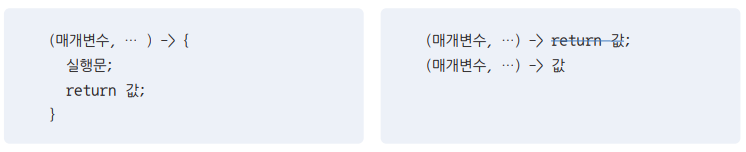 (매개변수, … ) -> {
실행문;
return 값;
}
(매개변수, …) -> return 값;
(매개변수, …) -> 값